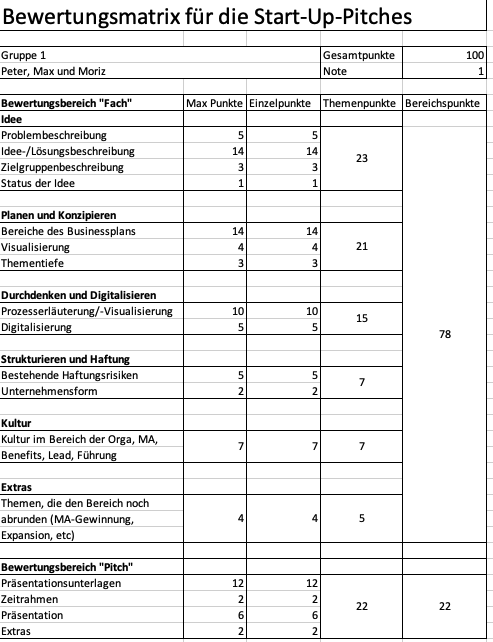 Bewertungsmatrix für die Start-Up-Pitches
Gruppe 1 Gesamtpunkte 100
Peter, Max und Moriz Note 1
Bewertungsbereich "Fach" Max Punkte Einzelpunkte Themenpunkte Bereichspunkte
Idee
Problembeschreibung 5 5
Idee-/Lösungsbeschreibung 14 14
23
Zielgruppenbeschreibung 3 3
Status der Idee 1 1
Planen und Konzipieren
Bereiche des Businessplans 14 14
Visualisierung 4 4 21
Thementiefe 3 3
Durchdenken und Digitalisieren
Prozesserläuterung/-Visualisierung 10 10
15
Digitalisierung 5 5
78
Strukturieren und Haftung
Bestehende Haftungsrisiken 5 5
7
Unternehmensform 2 2
Kultur
Kultur im Bereich der Orga, MA,
7 7 7
Benefits, Lead, Führung
Extras
Themen, die den Bereich noch
abrunden (MA-Gewinnung, 4 4 5
Expansion, etc)
Bewertungsbereich "Pitch"
Präsentationsunterlagen 12 12
Zeitrahmen 2 2
22 22
Präsentation 6 6
Extras 2 2